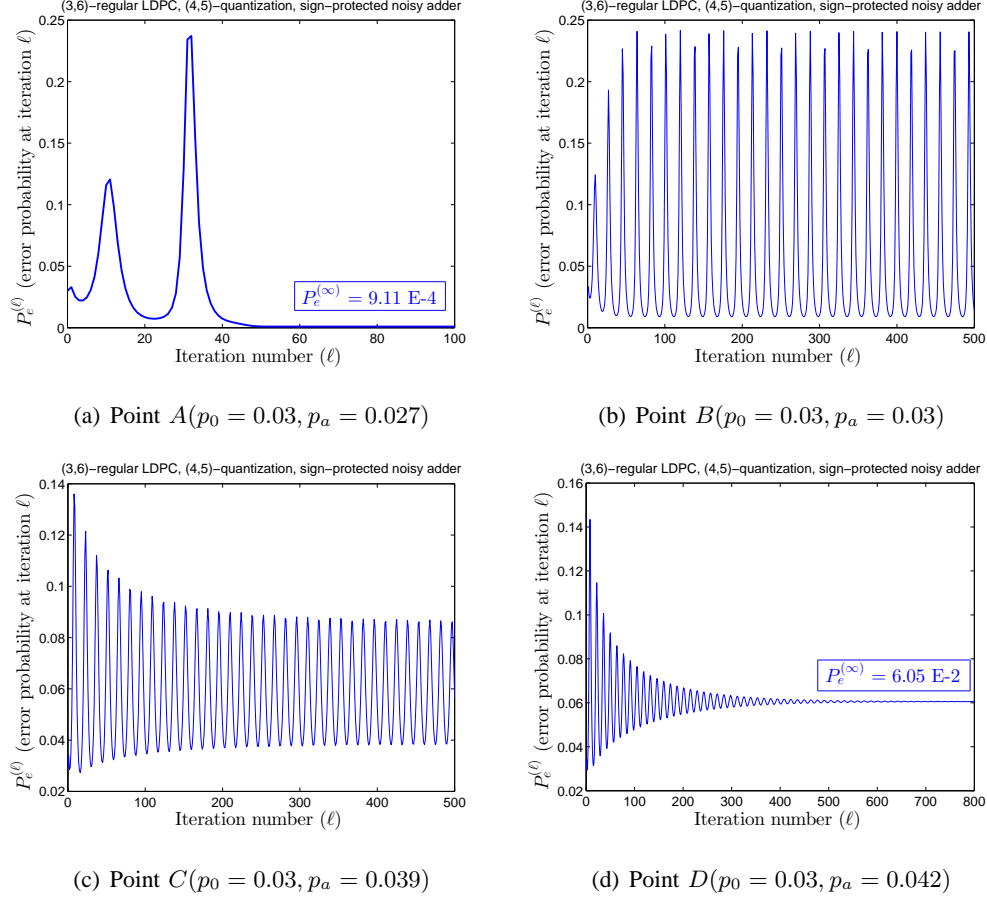 (3,6)−regular LDPC, (4,5)−quantization, sign−protected noisy adder
0.25
0.2
0.15
0.1
0.05
0
P_e^{(ℓ)} (error probability at iteration ℓ)
P_e^{(∞)} = 9.11 E-4
0 20 40 60 80 100
Iteration number (ℓ)
(a) Point A(p_0 = 0.03, p_a = 0.027)
(3,6)−regular LDPC, (4,5)−quantization, sign−protected noisy adder
0.25
0.2
0.15
0.1
0.05
0
P_e^{(ℓ)} (error probability at iteration ℓ)
0 100 200 300 400 500
Iteration number (ℓ)
(b) Point B(p_0 = 0.03, p_a = 0.03)
(3,6)−regular LDPC, (4,5)−quantization, sign−protected noisy adder
0.14
0.12
0.1
0.08
0.06
0.04
0.02
P_e^{(ℓ)} (error probability at iteration ℓ)
0 100 200 300 400 500
Iteration number (ℓ)
(c) Point C(p_0 = 0.03, p_a = 0.039)
(3,6)−regular LDPC, (4,5)−quantization, sign−protected noisy adder
0.16
0.14
0.12
0.1
0.08
0.06
0.04
0.02
P_e^{(ℓ)} (error probability at iteration ℓ)
P_e^{(∞)} = 6.05 E-2
0 100 200 300 400 500 600 700 800
Iteration number (ℓ)
(d) Point D(p_0 = 0.03, p_a = 0.042)